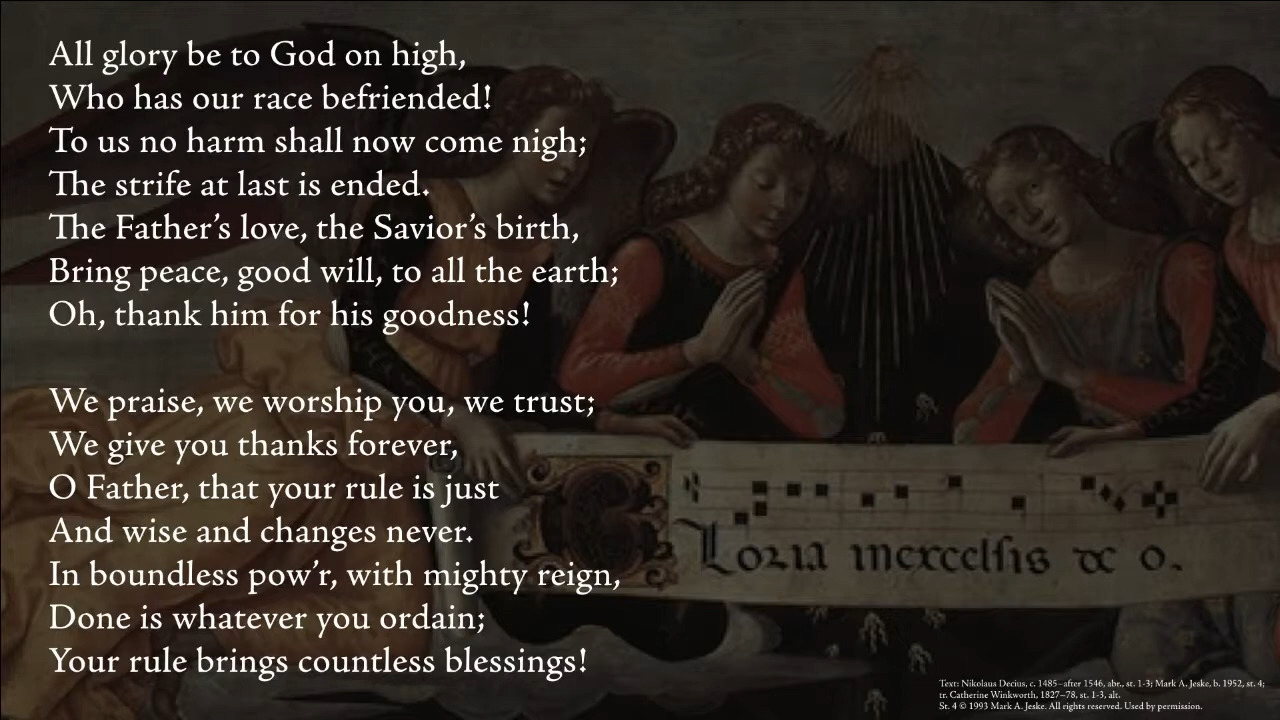 All glory be to God on high,
Who has our race befriended!
To us no harm shall now come nigh;
The strife at last is ended.
The Father’s love, the Savior’s birth,
Bring peace, good will, to all the earth;
Oh, thank him for his goodness!
We praise, we worship you, we trust;
We give you thanks forever,
O Father, that your rule is just
And wise and changes never.
In boundless pow’r, with mighty reign,
Done is whatever you ordain;
Your rule brings countless blessings!
Gloria inexcelsis de o.
Text: Nikolaus Decius, c. 1485–after 1546, abr., st. 1-3; Mark A. Jeske, b. 1952, st. 4;
tr. Catherine Winkworth, 1827–78, st. 1-3, alt.
St. 4 © 1993 Mark A. Jeske. All rights reserved. Used by permission.